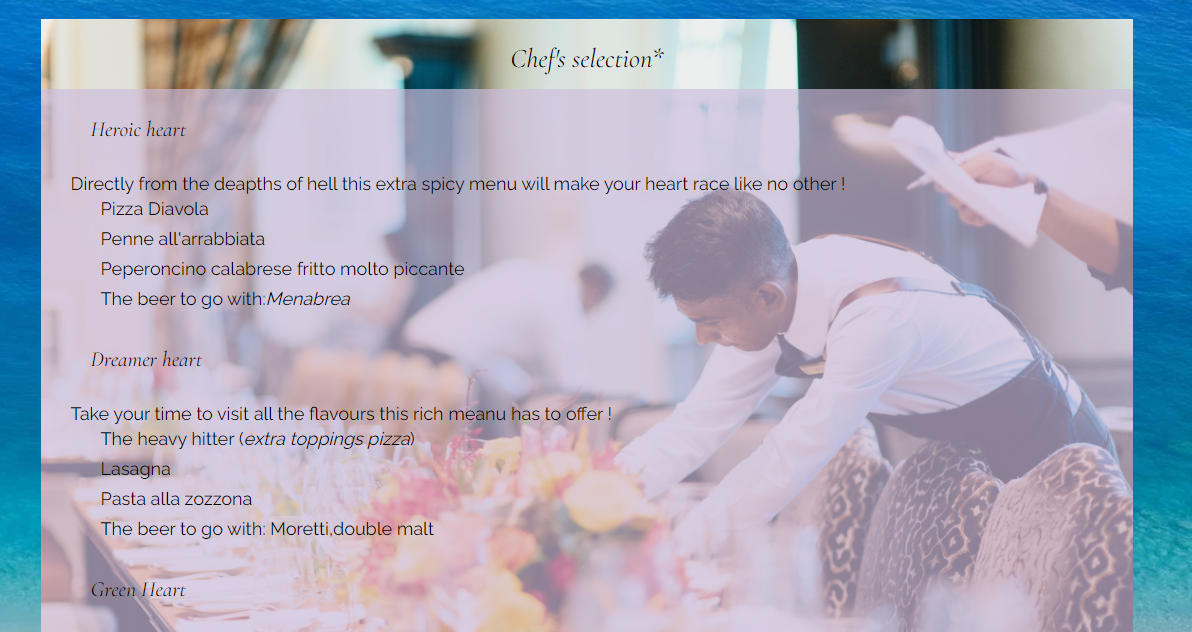 Chef's selection*
Heroic heart
Directly from the deapths of hell this extra spicy menu will make your heart race like no other !
Pizza Diavola
Penne all'arrabbiata
Peperoncino calabrese fritto molto piccante
The beer to go with:Menabrea
Dreamer heart
Take your time to visit all the flavours this rich meanu has to offer !
The heavy hitter (extra toppings pizza)
Lasagna
Pasta alla zozzona
The beer to go with: Moretti,double malt
Green Heart